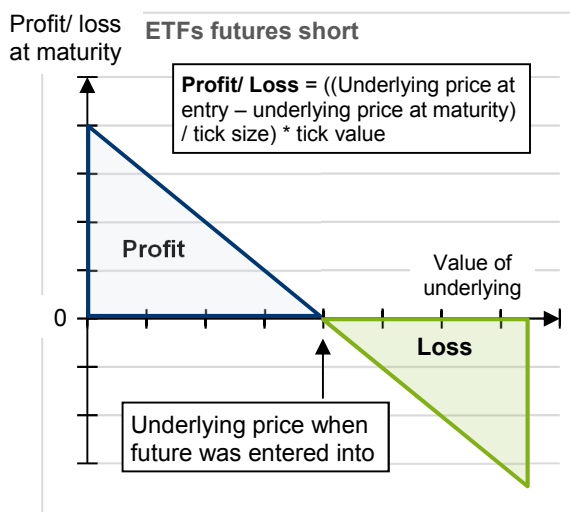 Profit/ loss
at maturity
ETFs futures short
Profit/ Loss = ((Underlying price at
entry – underlying price at maturity)
/ tick size) * tick value
Profit
Value of
underlying
0
Loss
Underlying price when
future was entered into